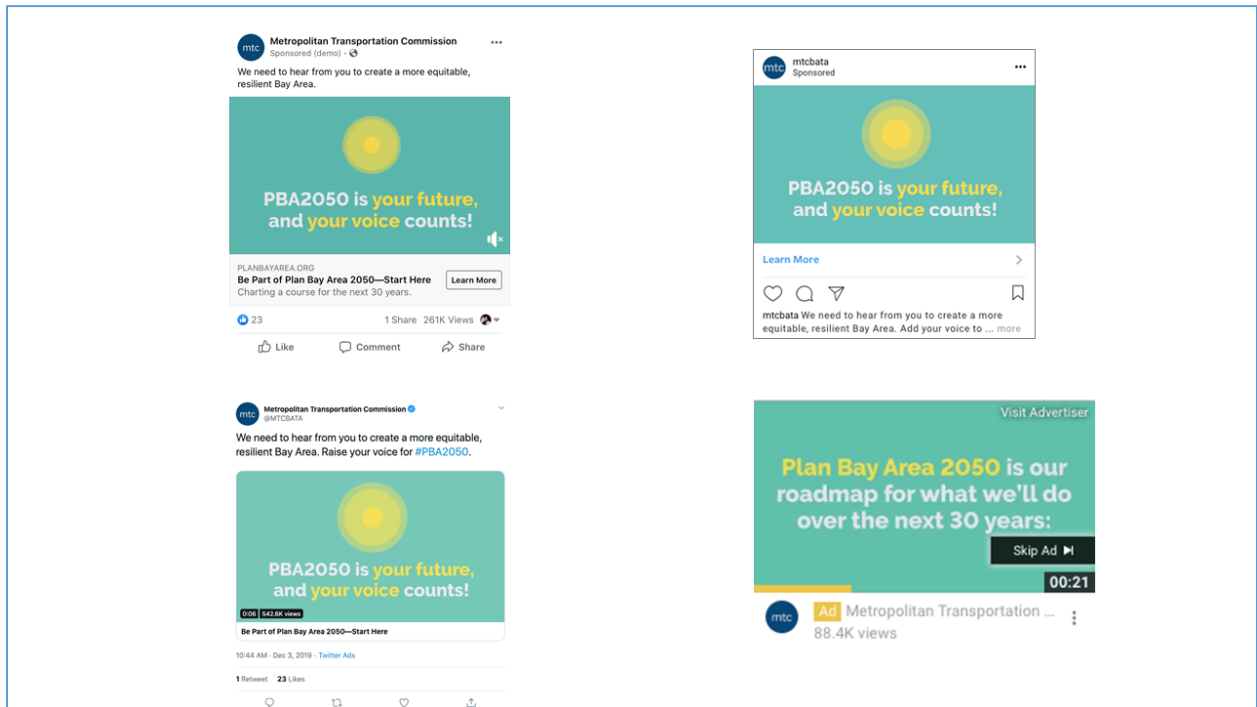 mtc
Metropolitan Transportation Commission
Sponsored (demo) ·
We need to hear from you to create a more equitable,
resilient Bay Area.
PBA2050 is your future,
and your voice counts!
PLANBAYAREA.ORG
Be Part of Plan Bay Area 2050—Start Here
Charting a course for the next 30 years.
Learn More
23
1 Share 261K Views
Like Comment Share
mtc
mtcbata
Sponsored
PBA2050 is your future,
and your voice counts!
Learn More
mtcbata We need to hear from you to create a more
equitable, resilient Bay Area. Add your voice to ... more
mtc
Metropolitan Transportation Commission
@MTCBATA
We need to hear from you to create a more equitable,
resilient Bay Area. Raise your voice for #PBA2050.
PBA2050 is your future,
and your voice counts!
0:06 542.6K views
Be Part of Plan Bay Area 2050—Start Here
10:44 AM · Dec 3, 2019 · Twitter Ads
1 Retweet 23 Likes
Visit Advertiser
Plan Bay Area 2050 is our
roadmap for what we'll do
over the next 30 years:
Skip Ad
00:21
mtc
Ad Metropolitan Transportation ...
88.4K views